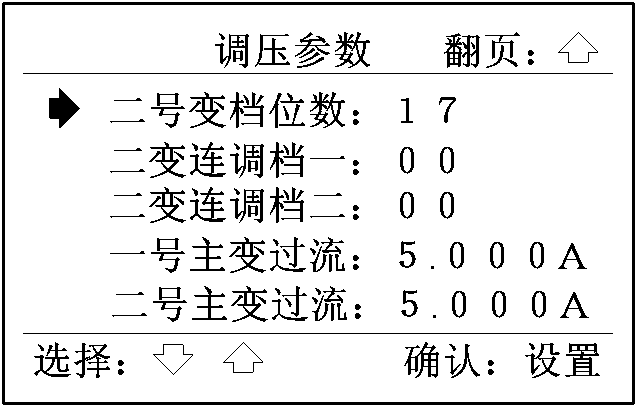 调压参数 翻页：
二号变档位数：17
二变连调档一：00
二变连调档二：00
一号主变过流：5.000A
二号主变过流：5.000A
选择： 确认：设置